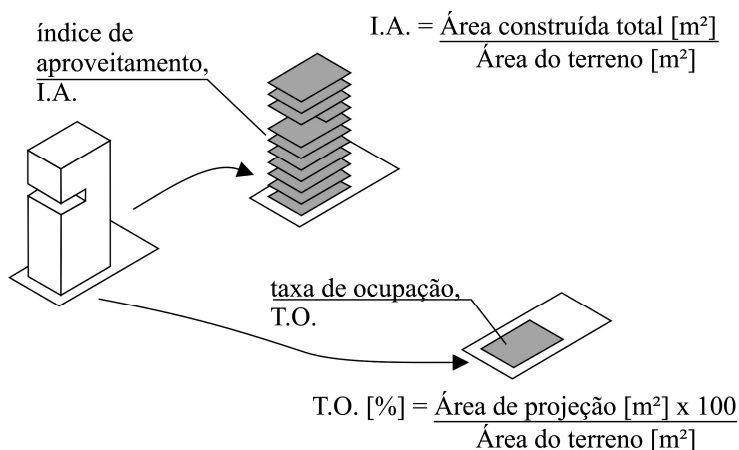 índice de
aproveitamento,
I.A.
I.A. = Área construída total [m²]
Área do terreno [m²]
taxa de ocupação,
T.O.
T.O. [%] = Área de projeção [m²] x 100
Área do terreno [m²]